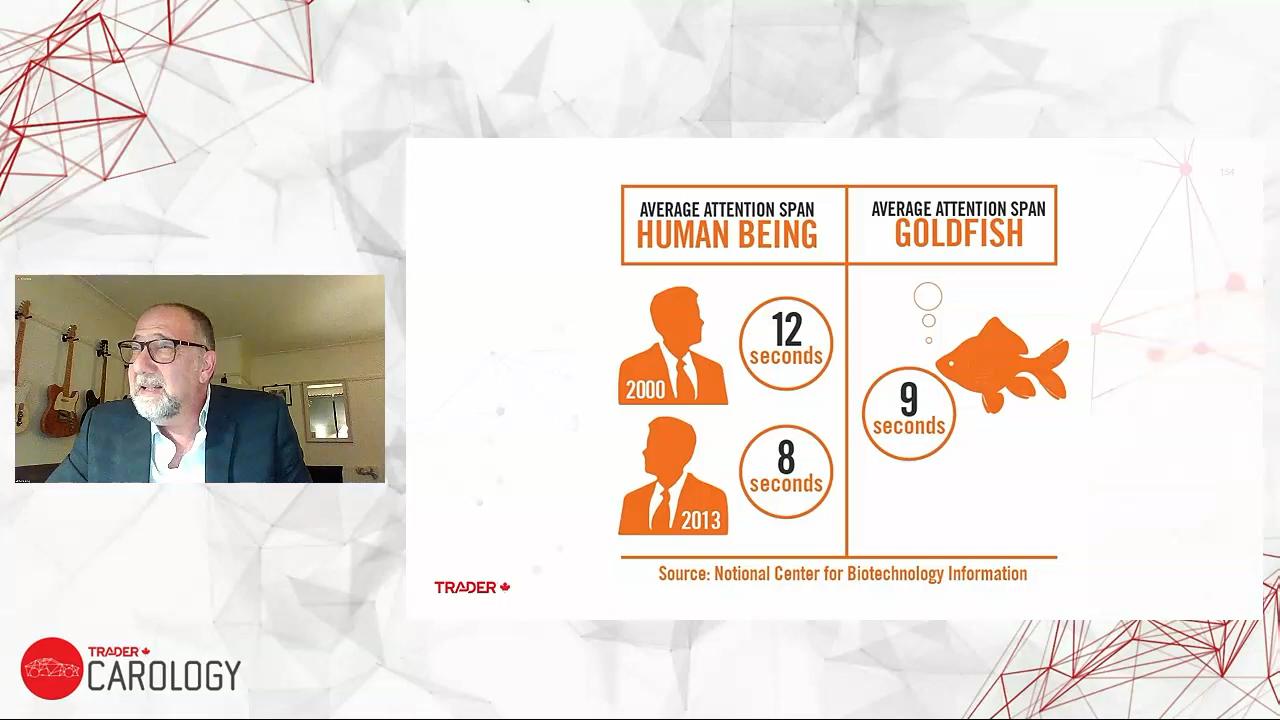 154
AVERAGE ATTENTION SPAN
HUMAN BEING
AVERAGE ATTENTION SPAN
GOLDFISH
12
seconds
2000
9
seconds
8
seconds
2013
Source: Notional Center for Biotechnology Information
TRADER
TRADER
CAROLOGY